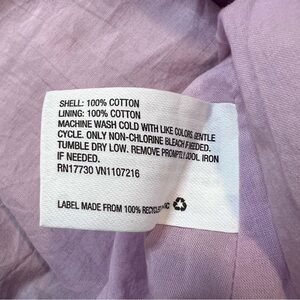 SHELL: 100% COTTON
LINING: 100% COTTON
MACHINE WASH COLD WITH LIKE COLORS, GENTLE
CYCLE. ONLY NON-CHLORINE BLEACH IF NEEDED.
TUMBLE DRY LOW. REMOVE PROMPTLY. COOL IRON
IF NEEDED.
RN17730 VN1107216
LABEL MADE FROM 100% RECYCLED